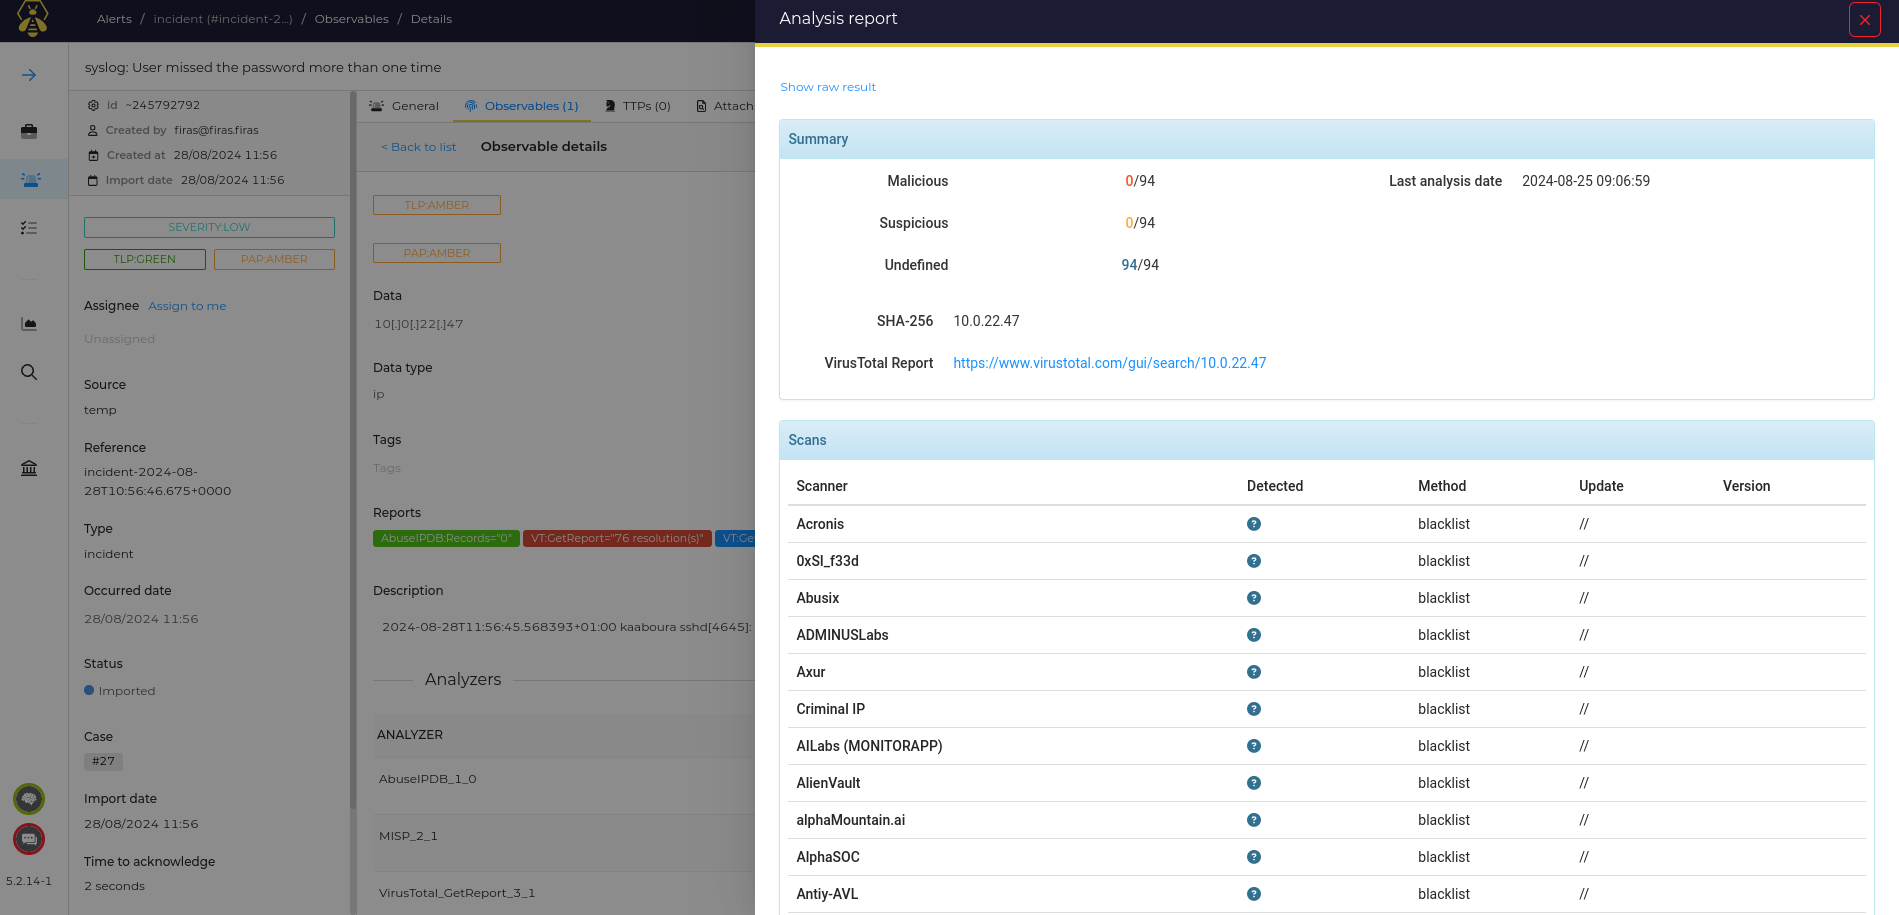 Alerts / incident (#incident-2...) / Observables / Details
syslog: User missed the password more than one time
id ~245792792
Created by firas@firas.firas
Created at 28/08/2024 11:56
Import date 28/08/2024 11:56
SEVERITY:LOW
TLP:GREEN PAP:AMBER
Assignee Assign to me
Unassigned
Source
temp
Reference
incident-2024-08-
28T10:56:46.675+0000
Type
incident
Occurred date
28/08/2024 11:56
Status
Imported
Case
#27
Import date
28/08/2024 11:56
Time to acknowledge
2 seconds
5.2.14-1
General Observables (1) TTPs (0) Attach
< Back to list Observable details
TLP:AMBER
PAP:AMBER
Data
10[.]0[.]22[.]47
Data type
ip
Tags
Tags
Reports
AbuseIPDB:Records="0" VT:GetReport="76 resolution(s)" VT:Ge
Description
2024-08-28T11:56:45.568393+01:00 kaaboura sshd[4645]:
Analyzers
ANALYZER
AbuseIPDB_1_0
MISP_2_1
VirusTotal_GetReport_3_1
Analysis report
Show raw result
Summary
Malicious 0/94 Last analysis date 2024-08-25 09:06:59
Suspicious 0/94
Undefined 94/94
SHA-256 10.0.22.47
VirusTotal Report https://www.virustotal.com/gui/search/10.0.22.47
Scans
Scanner Detected Method Update Version
Acronis ? blacklist //
0xSI_f33d ? blacklist //
Abusix ? blacklist //
ADMINUSLabs ? blacklist //
Axur ? blacklist //
Criminal IP ? blacklist //
AILabs (MONITORAPP) ? blacklist //
AlienVault ? blacklist //
alphaMountain.ai ? blacklist //
AlphaSOC ? blacklist //
Antiy-AVL ? blacklist //